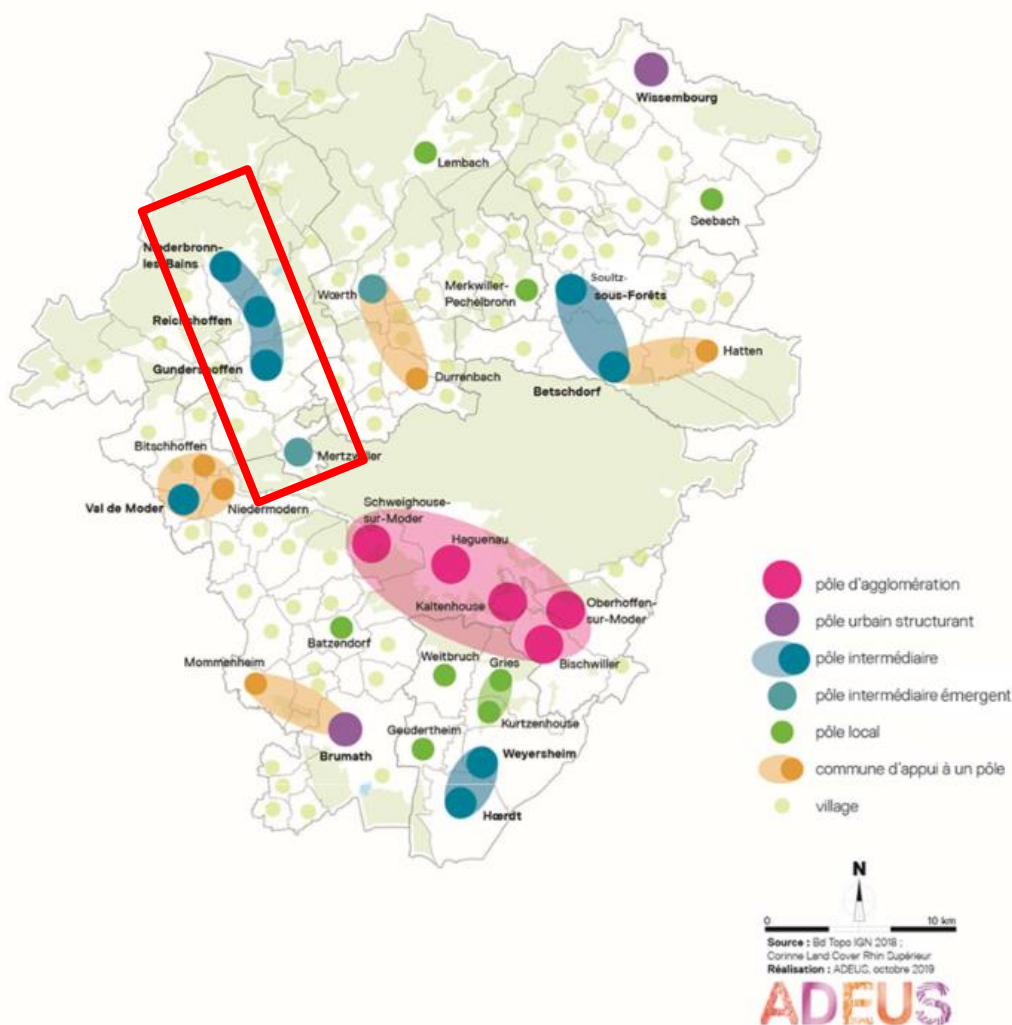 Wissembourg
Lembach
Seebach
Niederbronn-
les-Bains
Wœrth
Merkwiller-
Pechelbronn
Soultz-
sous-Forêts
Reichshoffen
Gundershoffen
Durrenbach
Hatten
Betschdorf
Bitschhoffen
Mertzwiller
Val de Moder
Niedermodern
Schweighouse-
sur-Moder
Haguenau
Kaltenhouse
Oberhoffen-
sur-Moder
Batzendorf
Weitbruch
Gries
Bischwiller
Mommenheim
Kurtzenhouse
Geudertheim
Brumath
Weyersheim
Hœrdt
pôle d'agglomération
pôle urbain structurant
pôle intermédiaire
pôle intermédiaire émergent
pôle local
commune d'appui à un pôle
village
N
0 10 km
Source : Bd Topo IGN 2018 ;
Corinne Land Cover Rhin Supérieur
Réalisation : ADEUS, octobre 2019
ADEUS